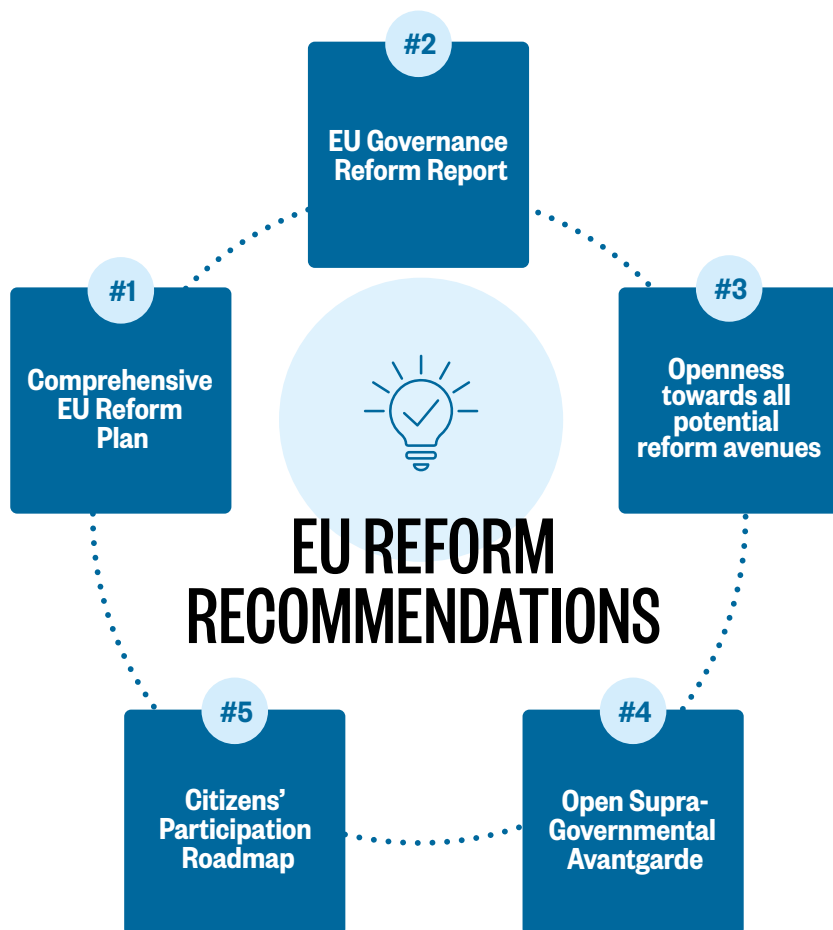 #1
Comprehensive
EU Reform
Plan
#2
EU Governance
Reform Report
#3
Openness
towards all
potential
reform avenues
EU REFORM
RECOMMENDATIONS
#4
Open Supra-
Governmental
Avantgarde
#5
Citizens’
Participation
Roadmap